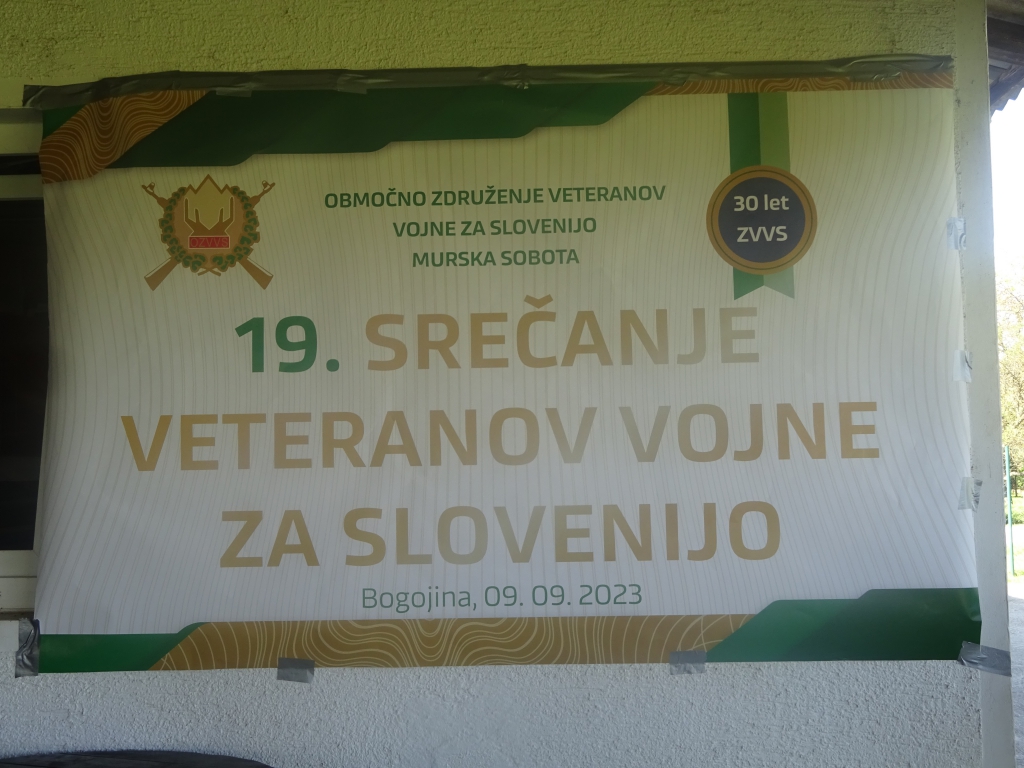 OBMOČNO ZDRUŽENJE VETERANOV
VOJNE ZA SLOVENIJO
MURSKA SOBOTA
OZVVS
30 let
ZVVS
19. SREČANJE
VETERANOV VOJNE
ZA SLOVENIJO
Bogojina, 09. 09. 2023